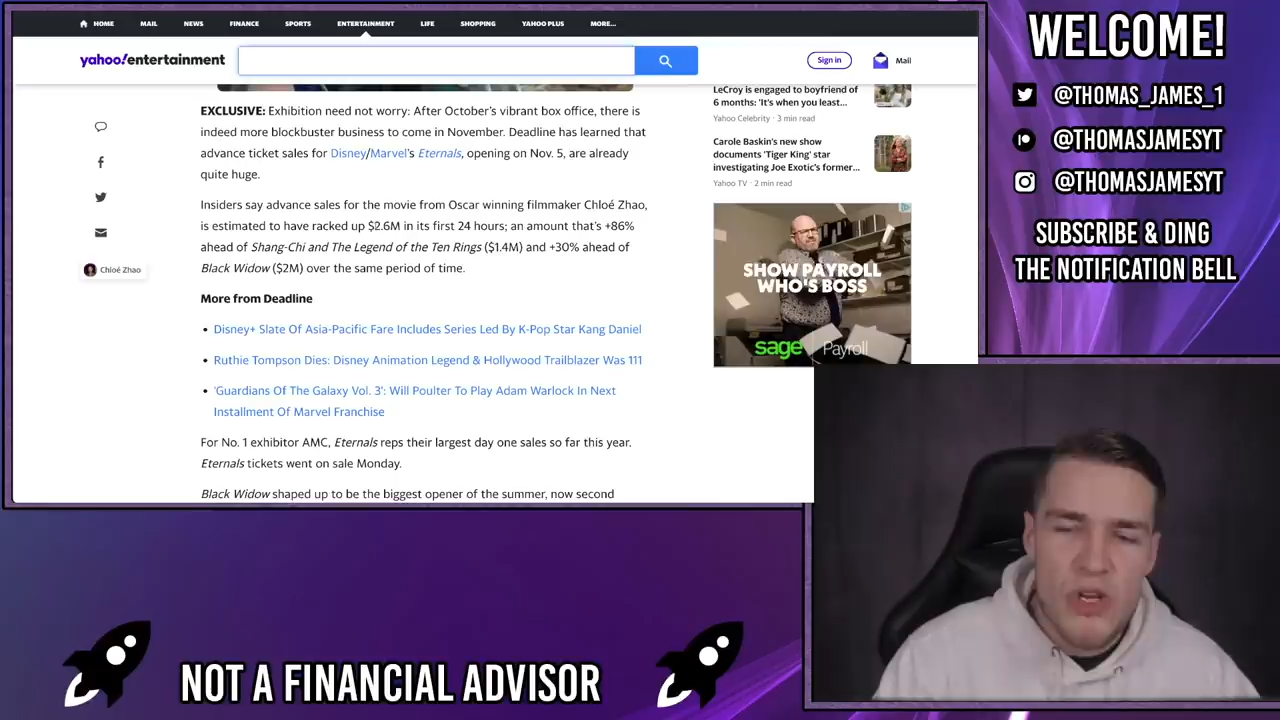 HOME MAIL NEWS FINANCE SPORTS ENTERTAINMENT LIFE SHOPPING YAHOO PLUS MORE...
yahoo!entertainment
Sign in
Mail
EXCLUSIVE: Exhibition need not worry: After October's vibrant box office, there is
indeed more blockbuster business to come in November. Deadline has learned that
advance ticket sales for Disney/Marvel's Eternals, opening on Nov. 5, are already
quite huge.
Insiders say advance sales for the movie from Oscar winning filmmaker Chloé Zhao,
is estimated to have racked up $2.6M in its first 24 hours; an amount that's +86%
ahead of Shang-Chi and The Legend of the Ten Rings ($1.4M) and +30% ahead of
Black Widow ($2M) over the same period of time.
Chloé Zhao
More from Deadline
• Disney+ Slate Of Asia-Pacific Fare Includes Series Led By K-Pop Star Kang Daniel
• Ruthie Tompson Dies: Disney Animation Legend & Hollywood Trailblazer Was 111
• 'Guardians Of The Galaxy Vol. 3': Will Poulter To Play Adam Warlock In Next
Installment Of Marvel Franchise
For No. 1 exhibitor AMC, Eternals reps their largest day one sales so far this year.
Eternals tickets went on sale Monday.
Black Widow shaped up to be the biggest opener of the summer, now second
LeCroy is engaged to boyfriend of
6 months: 'It's when you least...
Yahoo Celebrity · 3 min read
Carole Baskin's new show
documents 'Tiger King' star
investigating Joe Exotic's former...
Yahoo TV · 2 min read
SHOW PAYROLL
WHO'S BOSS
sage Payroll
WELCOME!
@THOMAS_JAMES_1
@THOMASJAMESYT
@THOMASJAMESYT
SUBSCRIBE & DING
THE NOTIFICATION BELL
NOT A FINANCIAL ADVISOR